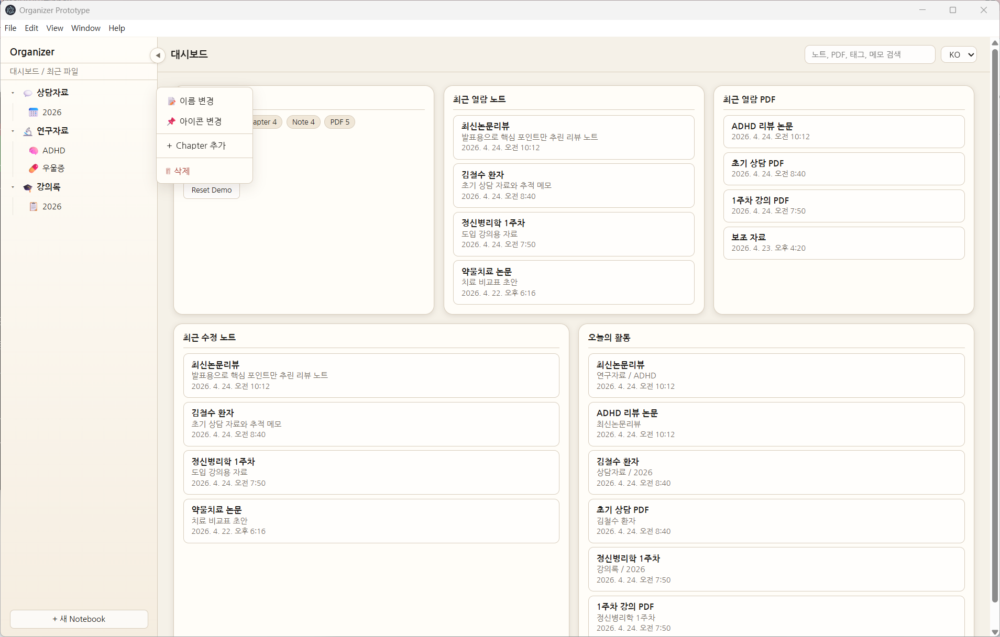 Organizer Prototype
File Edit View Window Help
Organizer
대시보드 / 최근 파일
상담자료
2026
연구자료
ADHD
우울증
강의록
2026
+ 새 Notebook
대시보드
노트, PDF, 태그, 메모 검색
KO
이름 변경
아이콘 변경
+ Chapter 추가
삭제
apter 4
Note 4
PDF 5
Reset Demo
최근 열람 노트
최신논문리뷰
발표용으로 핵심 포인트만 추린 리뷰 노트
2026. 4. 24. 오전 10:12
김철수 환자
초기 상담 자료와 추적 메모
2026. 4. 24. 오전 8:40
정신병리학 1주차
도입 강의용 자료
2026. 4. 24. 오전 7:50
약물치료 논문
치료 비교표 초안
2026. 4. 22. 오후 6:16
최근 열람 PDF
ADHD 리뷰 논문
2026. 4. 24. 오전 10:12
초기 상담 PDF
2026. 4. 24. 오전 8:40
1주차 강의 PDF
2026. 4. 24. 오전 7:50
보조 자료
2026. 4. 23. 오후 4:20
최근 수정 노트
최신논문리뷰
발표용으로 핵심 포인트만 추린 리뷰 노트
2026. 4. 24. 오전 10:12
김철수 환자
초기 상담 자료와 추적 메모
2026. 4. 24. 오전 8:40
정신병리학 1주차
도입 강의용 자료
2026. 4. 24. 오전 7:50
약물치료 논문
치료 비교표 초안
2026. 4. 22. 오후 6:16
오늘의 활동
최신논문리뷰
연구자료 / ADHD
2026. 4. 24. 오전 10:12
ADHD 리뷰 논문
최신논문리뷰
2026. 4. 24. 오전 10:12
김철수 환자
상담자료 / 2026
2026. 4. 24. 오전 8:40
초기 상담 PDF
김철수 환자
2026. 4. 24. 오전 8:40
정신병리학 1주차
강의록 / 2026
2026. 4. 24. 오전 7:50
1주차 강의 PDF
정신병리학 1주차
2026. 4. 24. 오전 7:50